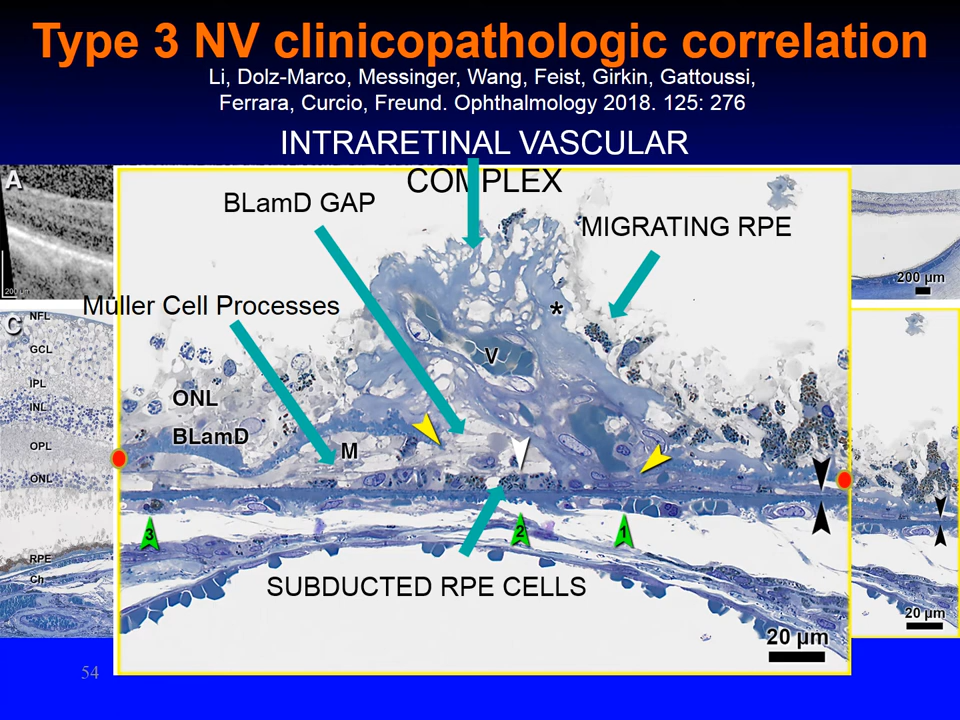 Type 3 NV clinicopathologic correlation
Li, Dolz-Marco, Messinger, Wang, Feist, Girkin, Gattoussi,
Ferrara, Curcio, Freund. Ophthalmology 2018. 125: 276
INTRARETINAL VASCULAR
COMPLEX
A
BLamD GAP
MIGRATING RPE
200 µm
200 µm
Müller Cell Processes
C
NFL
GCL
IPL
INL
OPL
ONL
RPE
Ch
*
V
ONL
BLamD
M
3
2
1
SUBDUCTED RPE CELLS
20 µm
20 µm
54